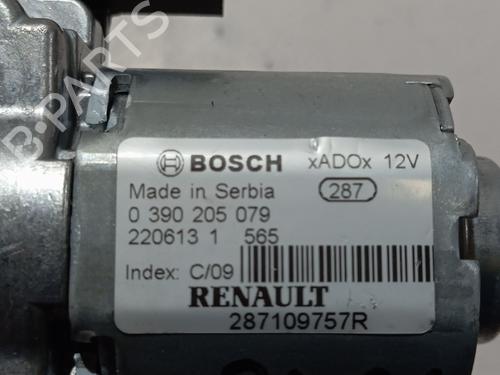 B-PARTS
BOSCH xADOx 12V
Made in Serbia 287
0 390 205 079
220613 1 565
Index: C/09
RENAULT
287109757R